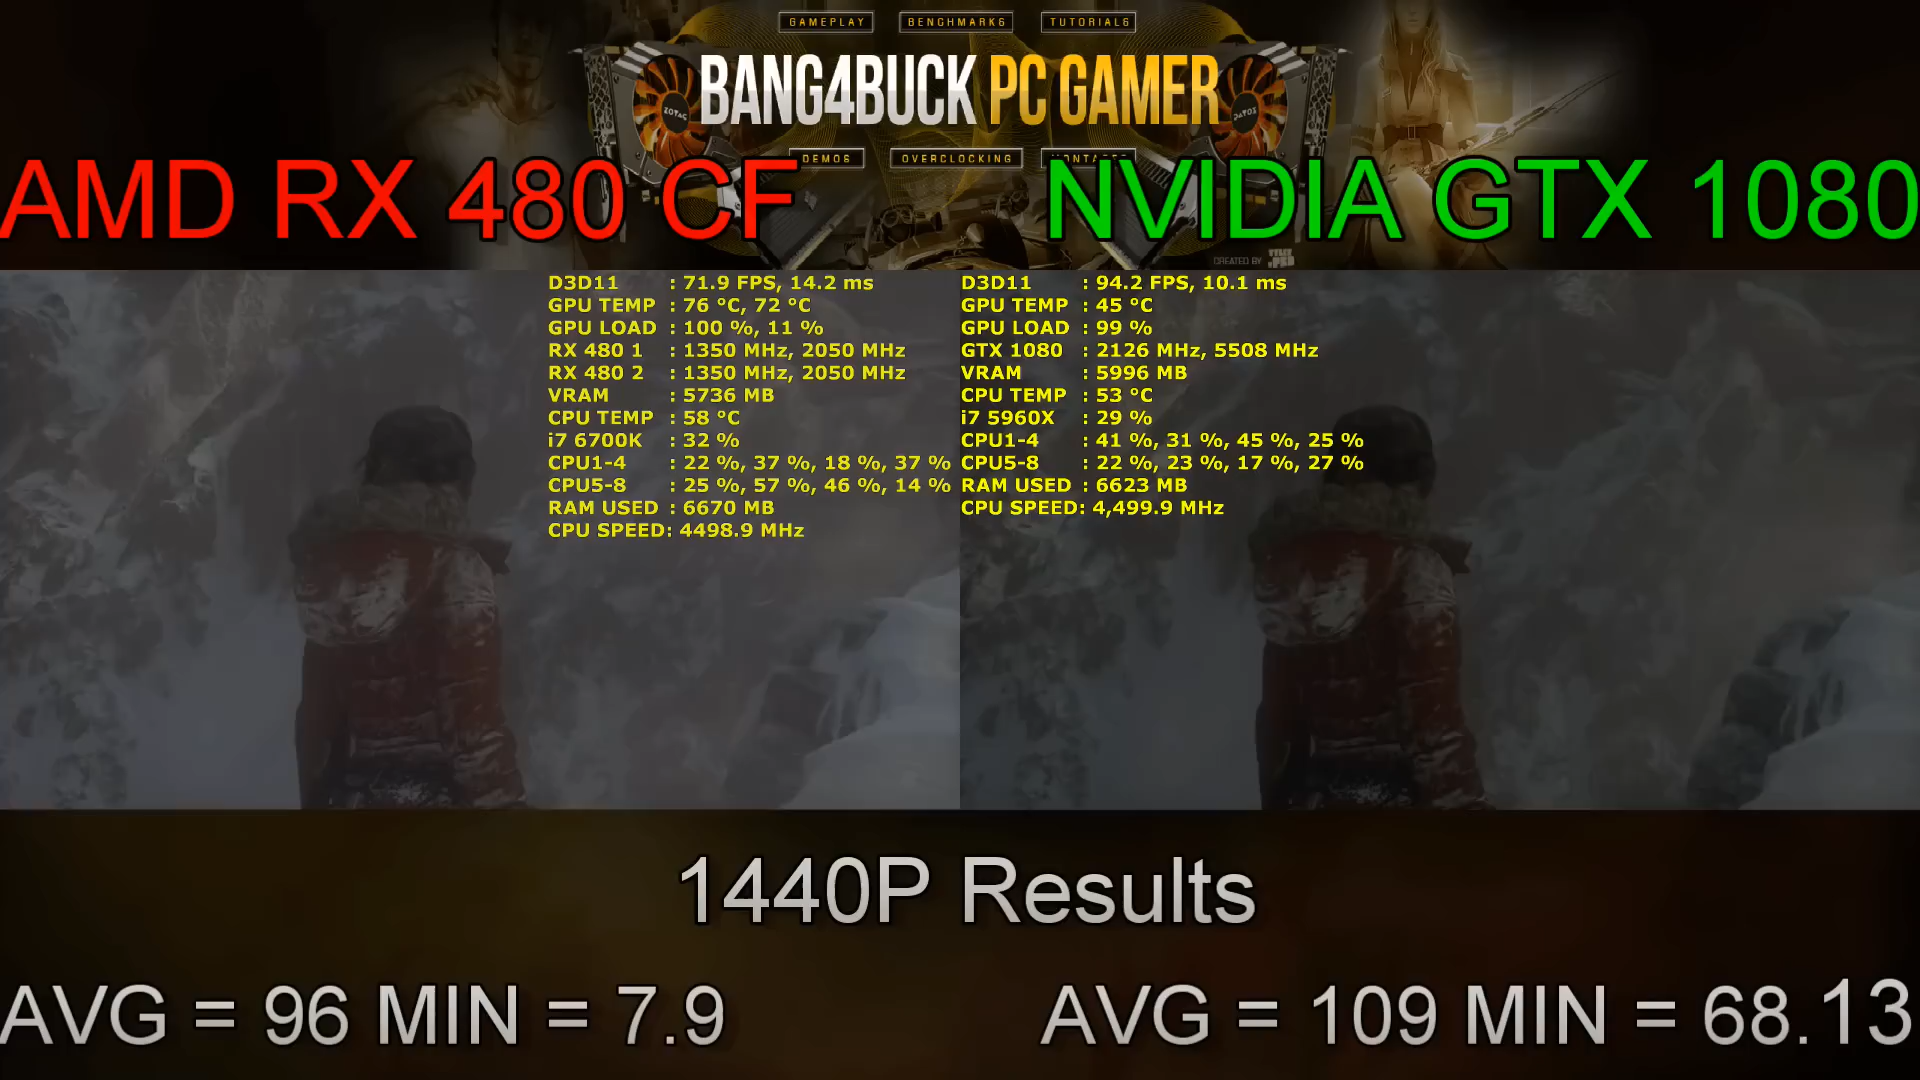 GAMEPLAY BENCHMARKS TUTORIALS
BANG4BUCK PC GAMER
ZOTAC
DEMOS OVERCLOCKING MONTAGES
AMD RX 480 CF
NVIDIA GTX 1080
CREATED BY
D3D11 : 71.9 FPS, 14.2 ms
GPU TEMP : 76 °C, 72 °C
GPU LOAD : 100 %, 11 %
RX 480 1 : 1350 MHz, 2050 MHz
RX 480 2 : 1350 MHz, 2050 MHz
VRAM : 5736 MB
CPU TEMP : 58 °C
i7 6700K : 32 %
CPU1-4 : 22 %, 37 %, 18 %, 37 %
CPU5-8 : 25 %, 57 %, 46 %, 14 %
RAM USED : 6670 MB
CPU SPEED: 4498.9 MHz
D3D11 : 94.2 FPS, 10.1 ms
GPU TEMP : 45 °C
GPU LOAD : 99 %
GTX 1080 : 2126 MHz, 5508 MHz
VRAM : 5996 MB
CPU TEMP : 53 °C
i7 5960X : 29 %
CPU1-4 : 41 %, 31 %, 45 %, 25 %
CPU5-8 : 22 %, 23 %, 17 %, 27 %
RAM USED : 6623 MB
CPU SPEED: 4,499.9 MHz
1440P Results
AVG = 96 MIN = 7.9
AVG = 109 MIN = 68.13